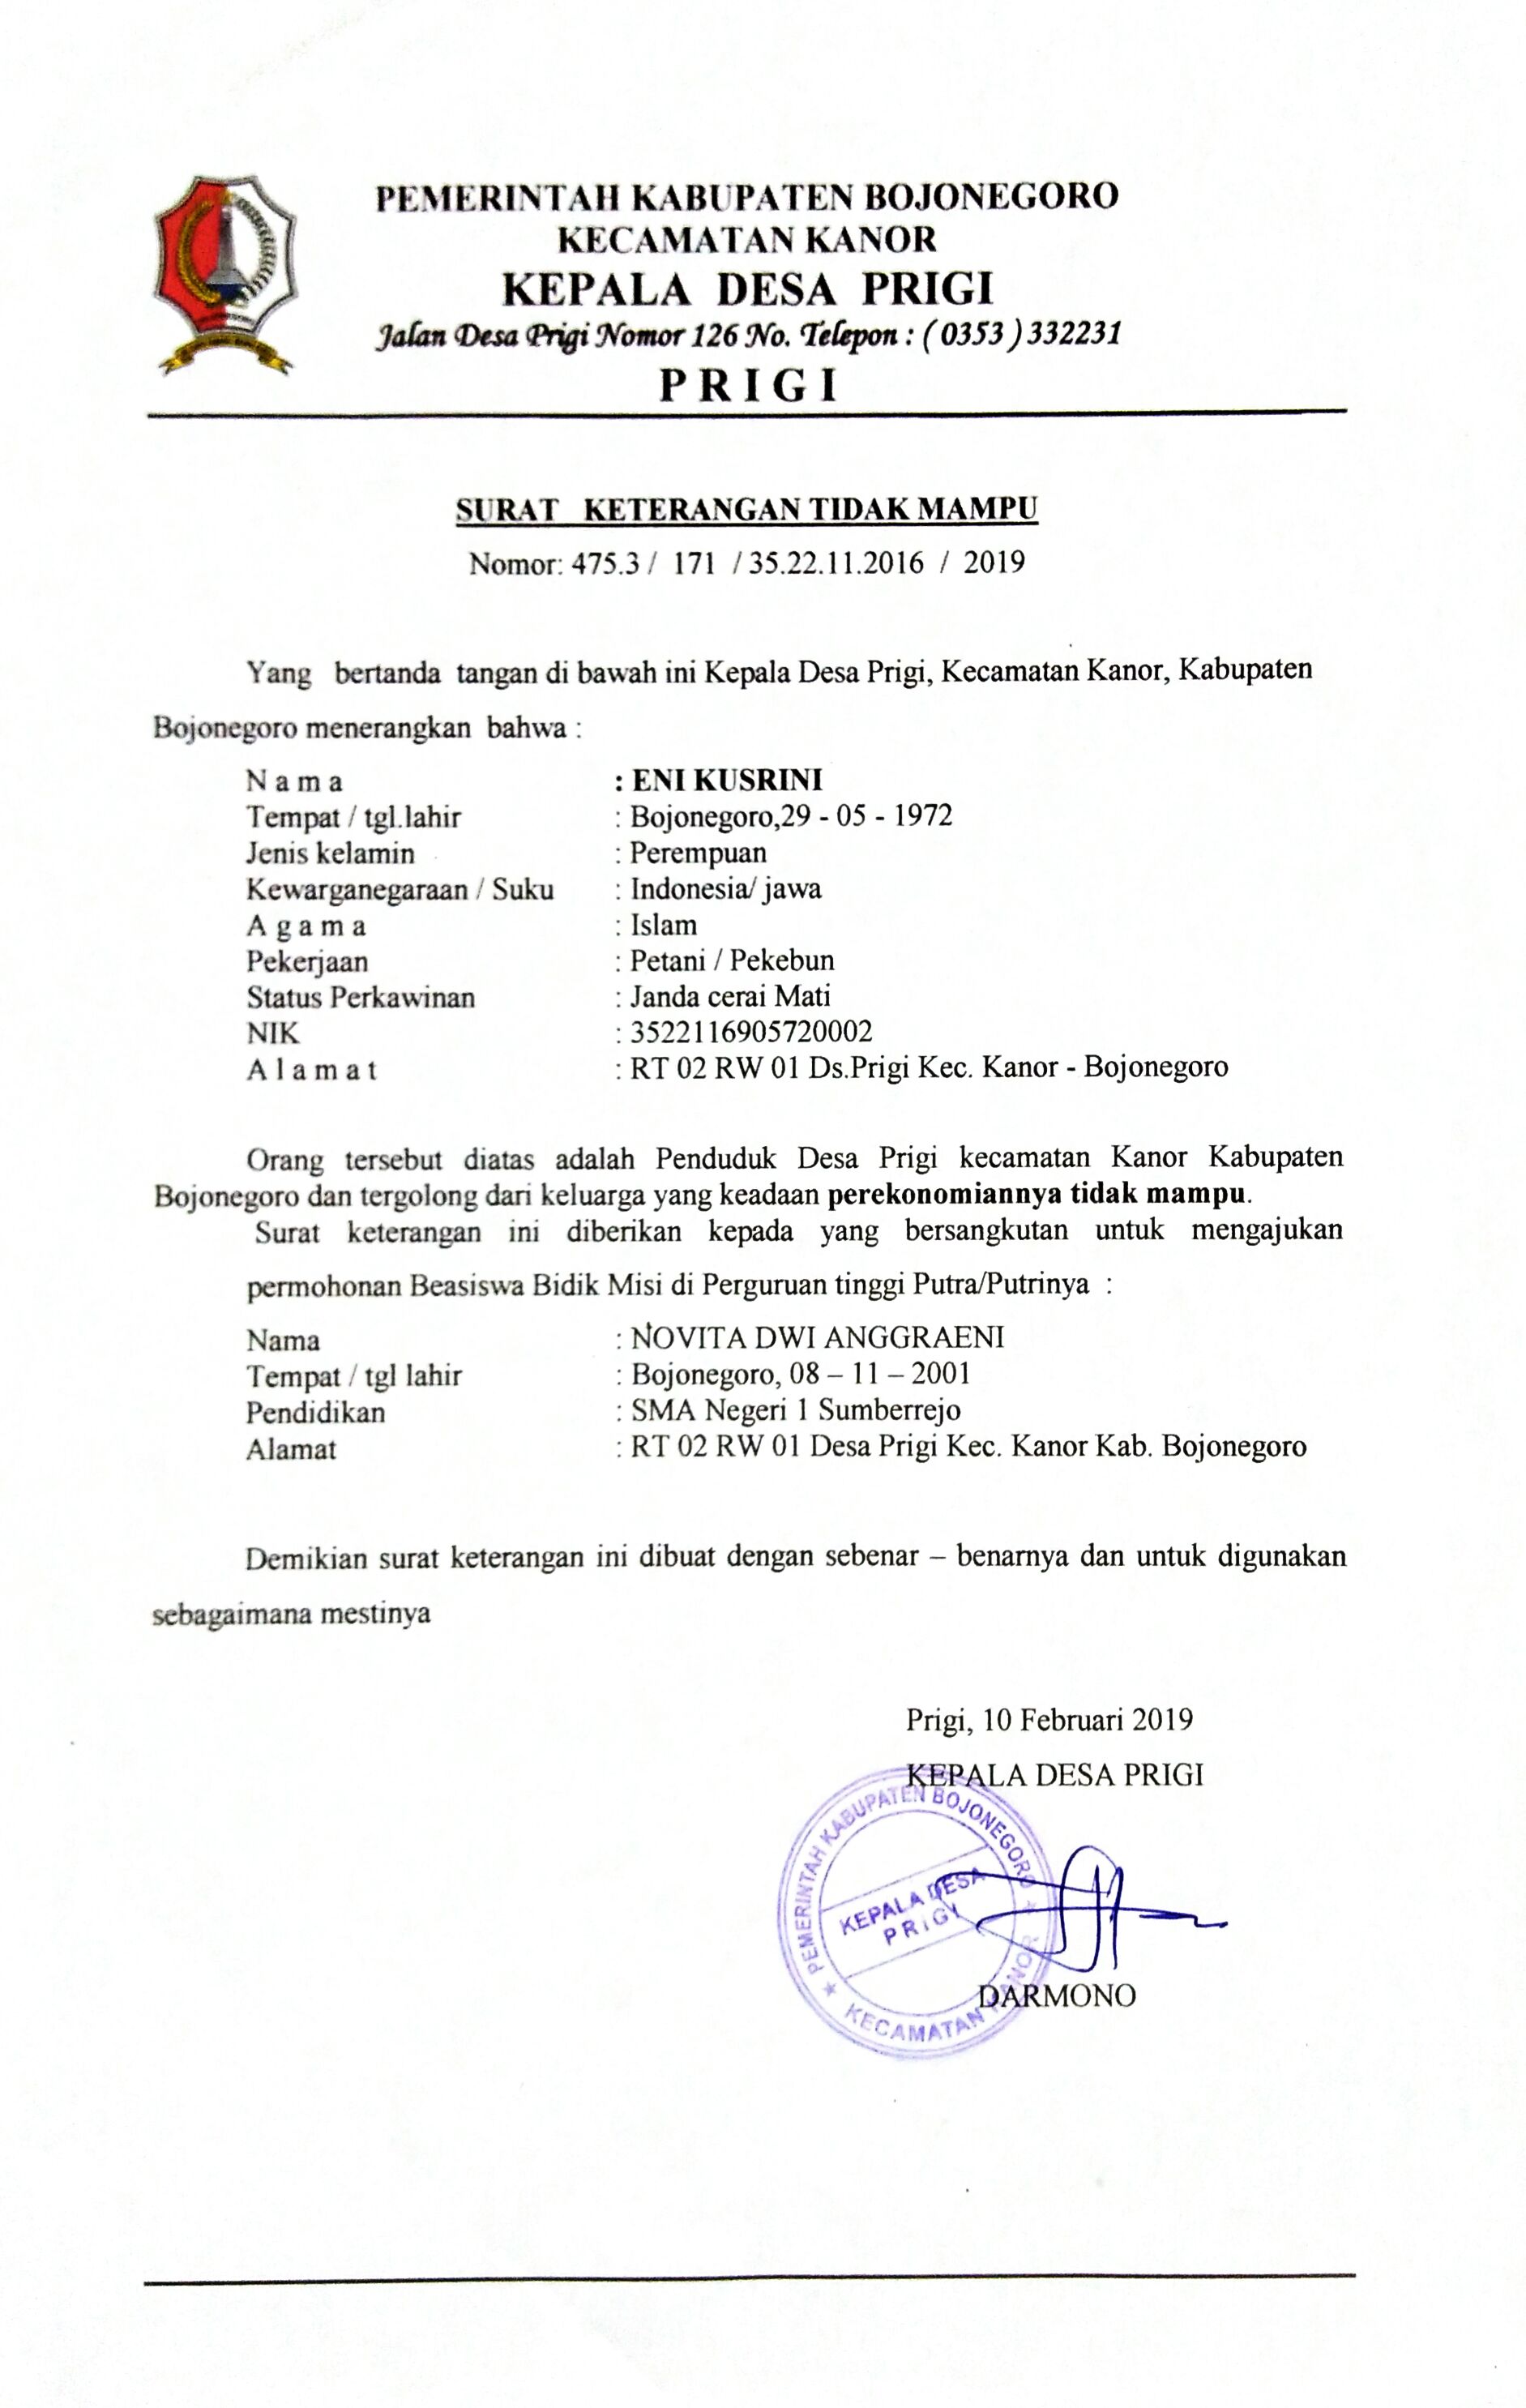 PEMERINTAH KABUPATEN BOJONEGORO
KECAMATAN KANOR
KEPALA DESA PRIGI
Jalan Desa Prigi Nomor 126 No. Telepon : ( 0353 ) 332231
P R I G I
SURAT KETERANGAN TIDAK MAMPU
Nomor: 475.3 / 171 / 35.22.11.2016 / 2019
Yang bertanda tangan di bawah ini Kepala Desa Prigi, Kecamatan Kanor, Kabupaten
Bojonegoro menerangkan bahwa :
N a m a : ENI KUSRINI
Tempat / tgl.lahir : Bojonegoro,29 - 05 - 1972
Jenis kelamin : Perempuan
Kewarganegaraan / Suku : Indonesia/ jawa
A g a m a : Islam
Pekerjaan : Petani / Pekebun
Status Perkawinan : Janda cerai Mati
NIK : 3522116905720002
A l a m a t : RT 02 RW 01 Ds.Prigi Kec. Kanor - Bojonegoro
Orang tersebut diatas adalah Penduduk Desa Prigi kecamatan Kanor Kabupaten
Bojonegoro dan tergolong dari keluarga yang keadaan perekonomiannya tidak mampu.
Surat keterangan ini diberikan kepada yang bersangkutan untuk mengajukan
permohonan Beasiswa Bidik Misi di Perguruan tinggi Putra/Putrinya :
Nama : NOVITA DWI ANGGRAENI
Tempat / tgl lahir : Bojonegoro, 08 – 11 – 2001
Pendidikan : SMA Negeri 1 Sumberrejo
Alamat : RT 02 RW 01 Desa Prigi Kec. Kanor Kab. Bojonegoro
Demikian surat keterangan ini dibuat dengan sebenar – benarnya dan untuk digunakan
sebagaimana mestinya
Prigi, 10 Februari 2019
KEPALA DESA PRIGI
PEMERINTAH KABUPATEN BOJONEGORO
KEPALA DESA
PRIGI
KECAMATAN KANOR
DARMONO